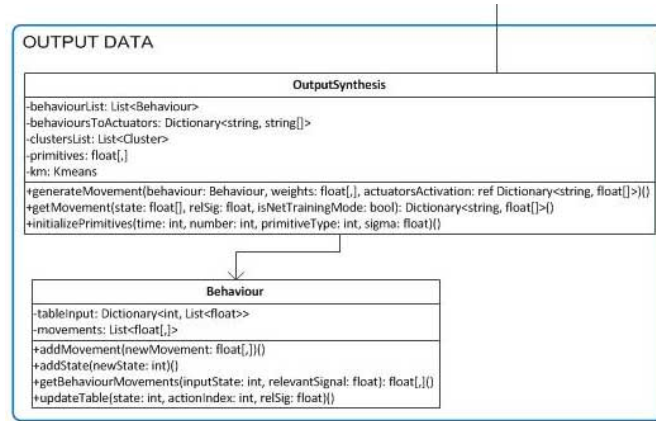 OUTPUT DATA
OutputSynthesis
-behaviourList: List<Behaviour>
-behavioursToActuators: Dictionary<string, string[]>
-clustersList: List<Cluster>
-primitives: float[,]
-km: Kmeans
+generateMovement(behaviour: Behaviour, weights: float[,], actuatorsActivation: ref Dictionary<string, float[]>)()
+getMovement(state: float[], relSig: float, isNetTrainingMode: bool): Dictionary<string, float[]>()
+initializePrimitives(time: int, number: int, primitiveType: int, sigma: float)()
Behaviour
-tableInput: Dictionary<int, List<float>>
-movements: List<float[,]>
+addMovement(newMovement: float[,])()
+addState(newState: int)()
+getBehaviourMovements(inputState: int, relevantSignal: float): float[,]()
+updateTable(state: int, actionIndex: int, relSig: float)()